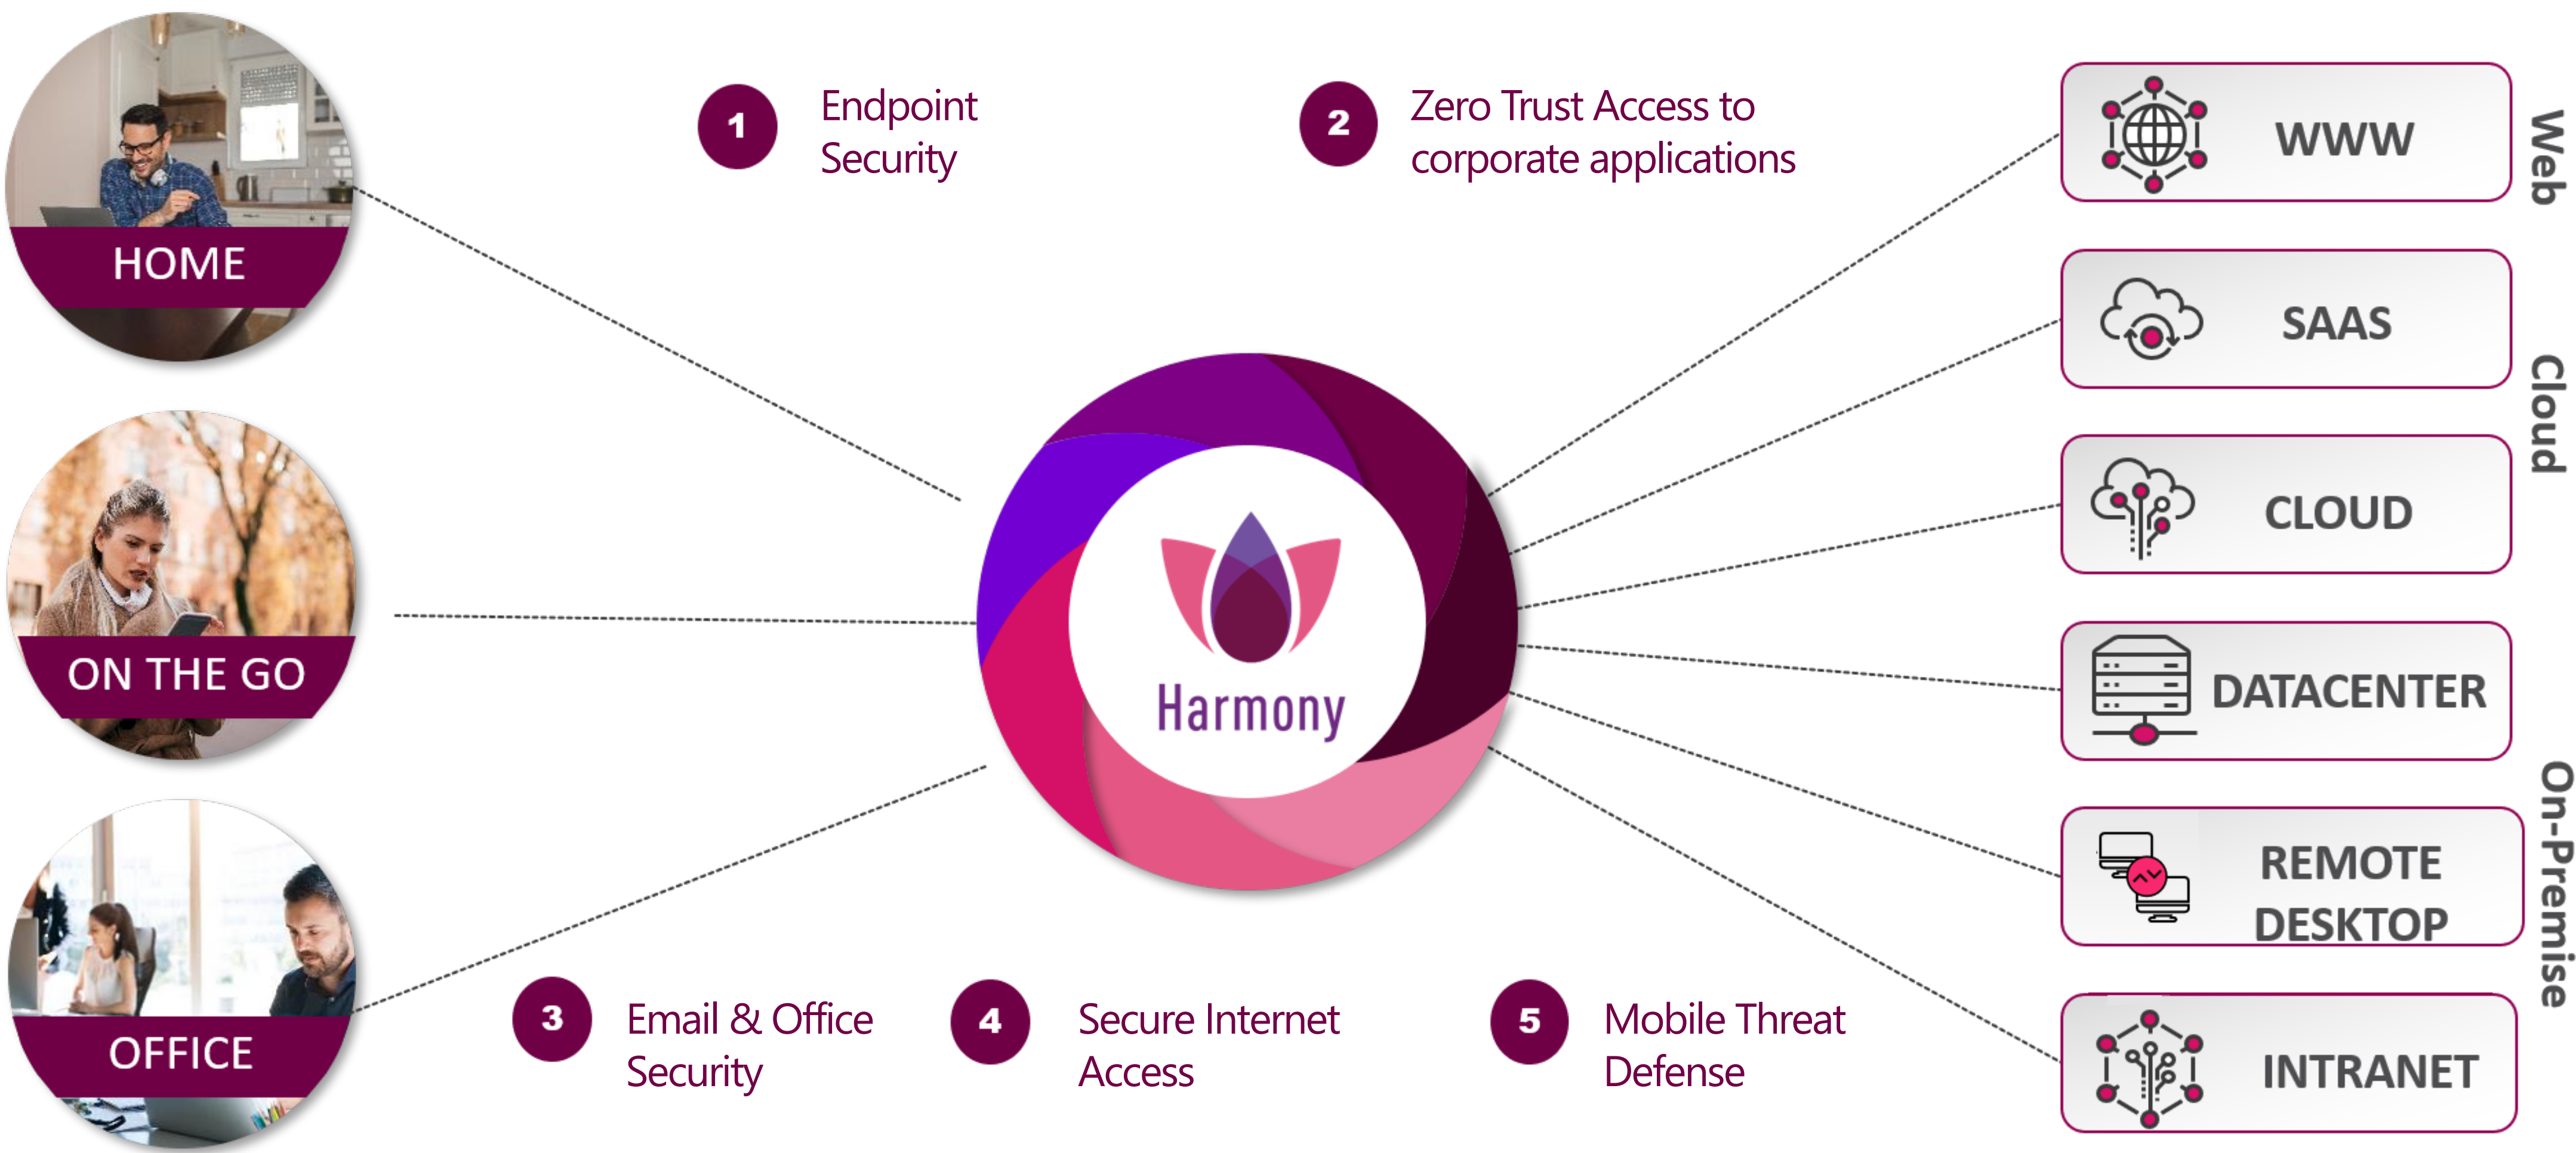 HOME
ON THE GO
OFFICE
1
Endpoint
Security
2
Zero Trust Access to
corporate applications
Harmony
3
Email & Office
Security
4
Secure Internet
Access
5
Mobile Threat
Defense
WWW
SAAS
CLOUD
DATACENTER
REMOTE
DESKTOP
INTRANET
Web
Cloud
On-Premise